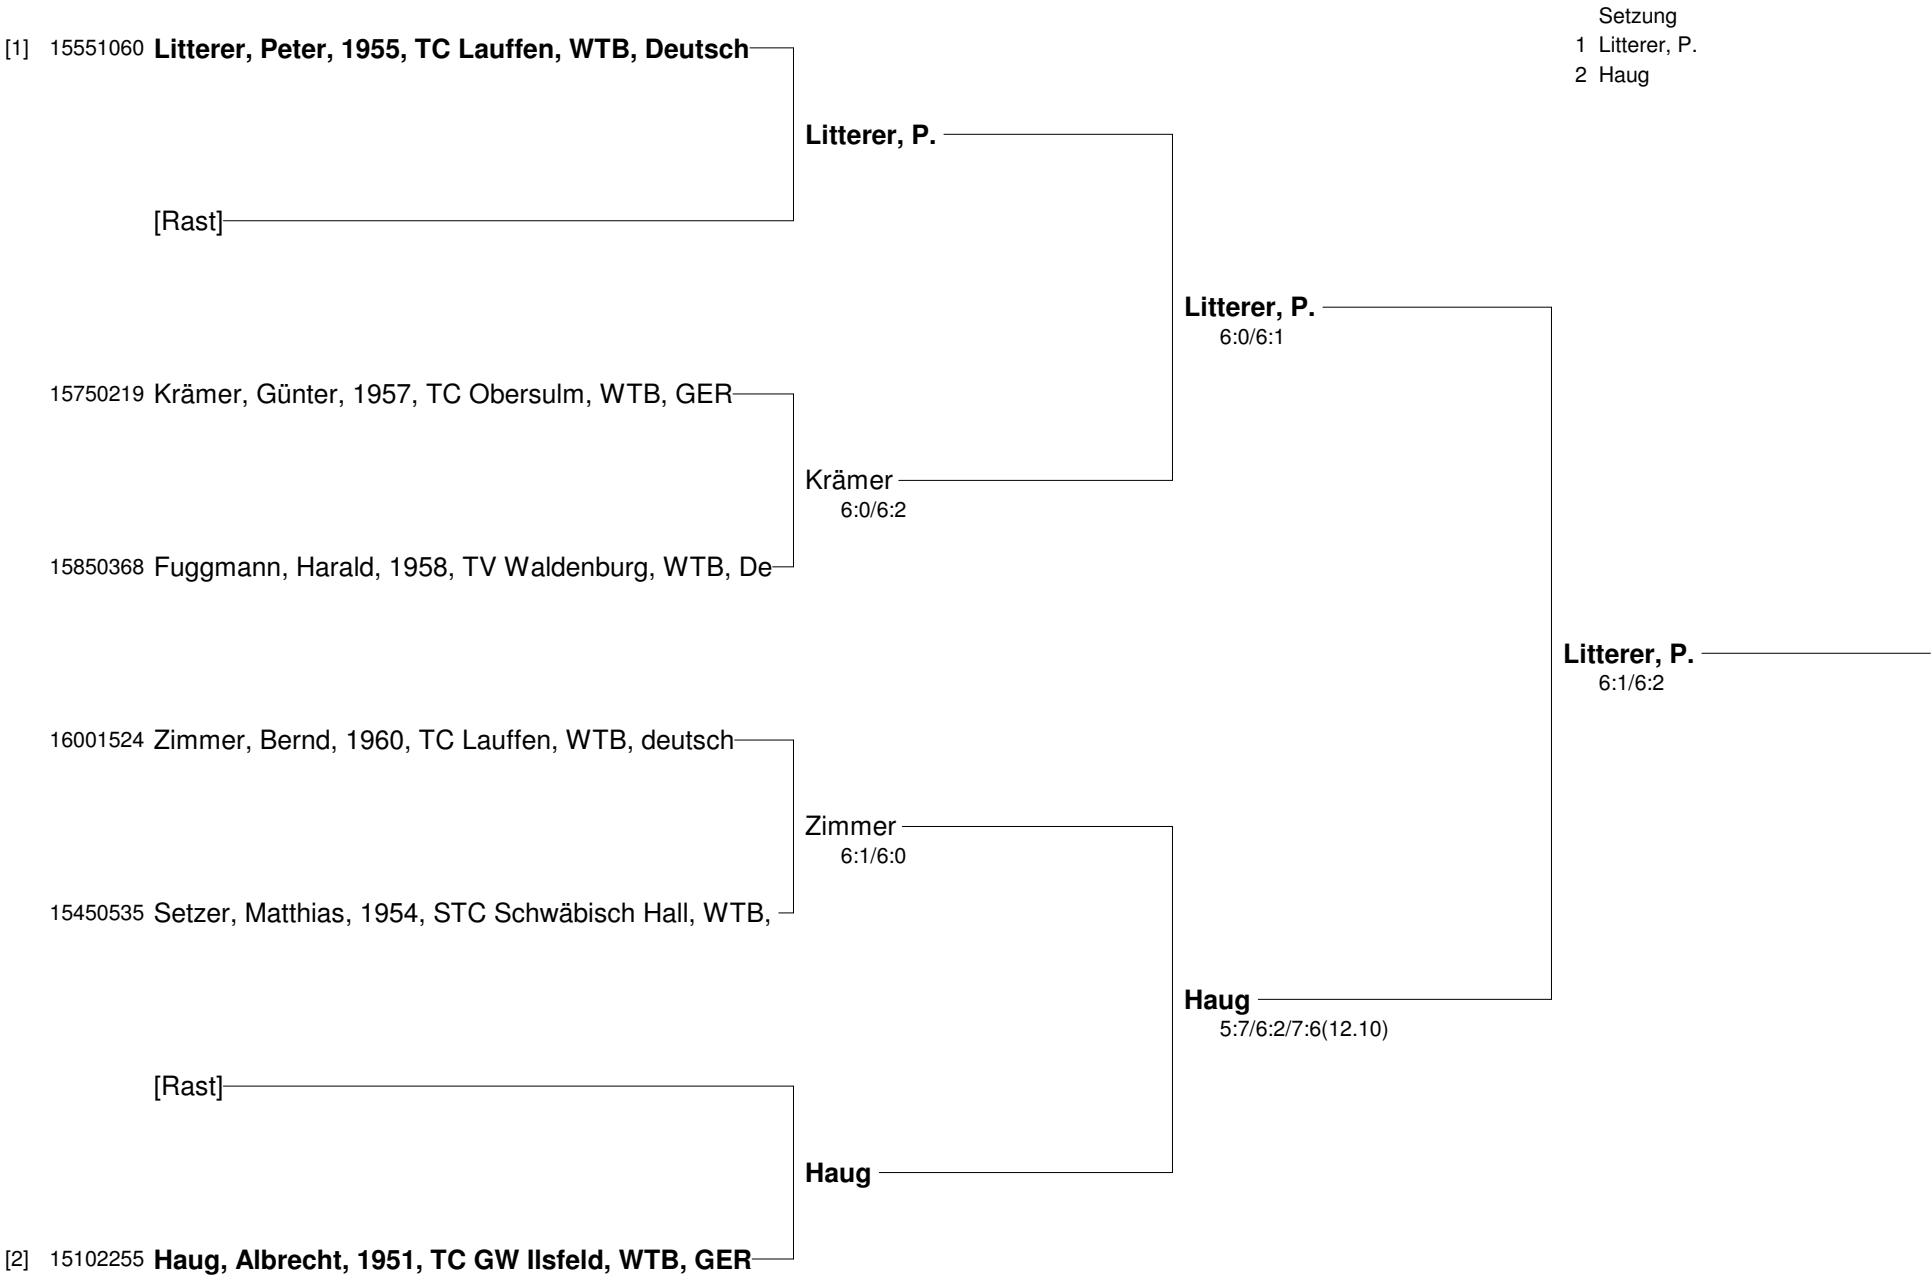 Setzung
1 Litterer, P.
2 Haug
[1] 15551060 Litterer, Peter, 1955, TC Lauffen, WTB, Deutsch
Litterer, P.
[Rast]
Litterer, P.
6:0/6:1
15750219 Krämer, Günter, 1957, TC Obersulm, WTB, GER
Krämer
6:0/6:2
15850368 Fuggmann, Harald, 1958, TV Waldenburg, WTB, De
Litterer, P.
6:1/6:2
16001524 Zimmer, Bernd, 1960, TC Lauffen, WTB, deutsch
Zimmer
6:1/6:0
15450535 Setzer, Matthias, 1954, STC Schwäbisch Hall, WTB,
Haug
5:7/6:2/7:6(12.10)
[Rast]
Haug
[2] 15102255 Haug, Albrecht, 1951, TC GW Ilsfeld, WTB, GER